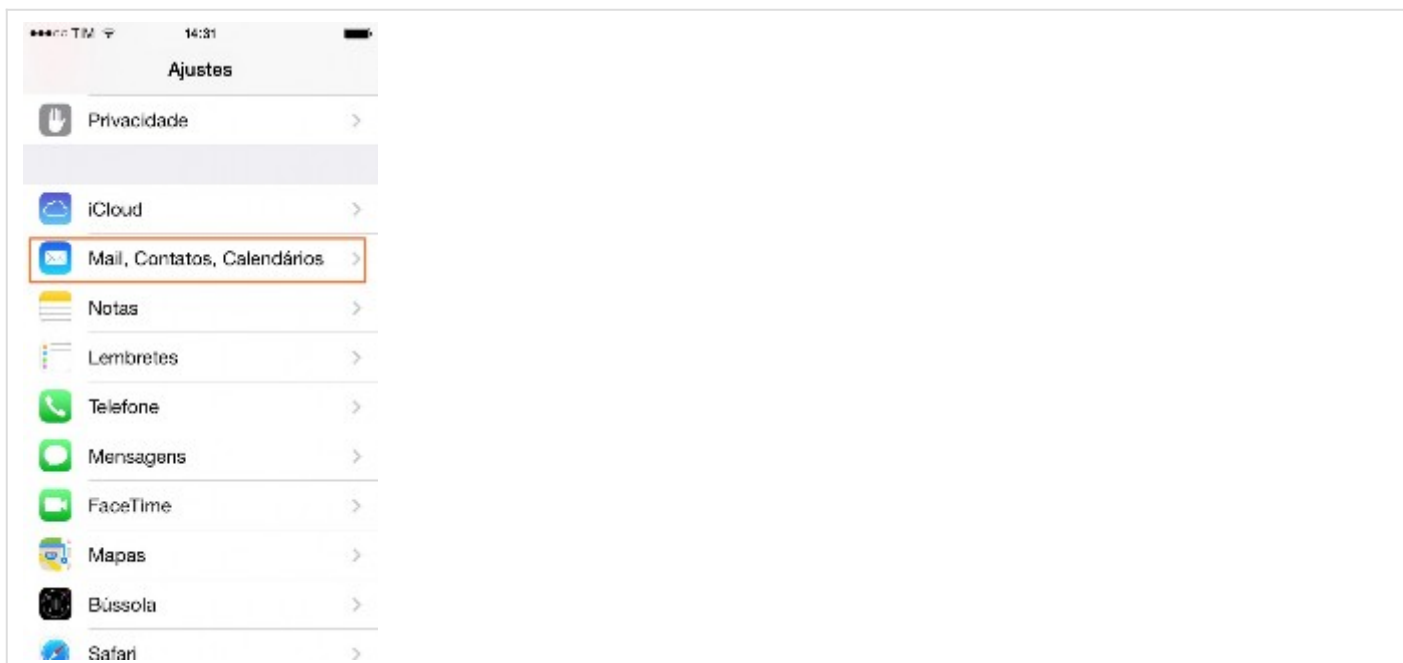 TIM 14:31
Ajustes
Privacidade
iCloud
Mail, Contatos, Calendários
Notas
Lembretes
Telefone
Mensagens
FaceTime
Mapas
Bússola
Safari